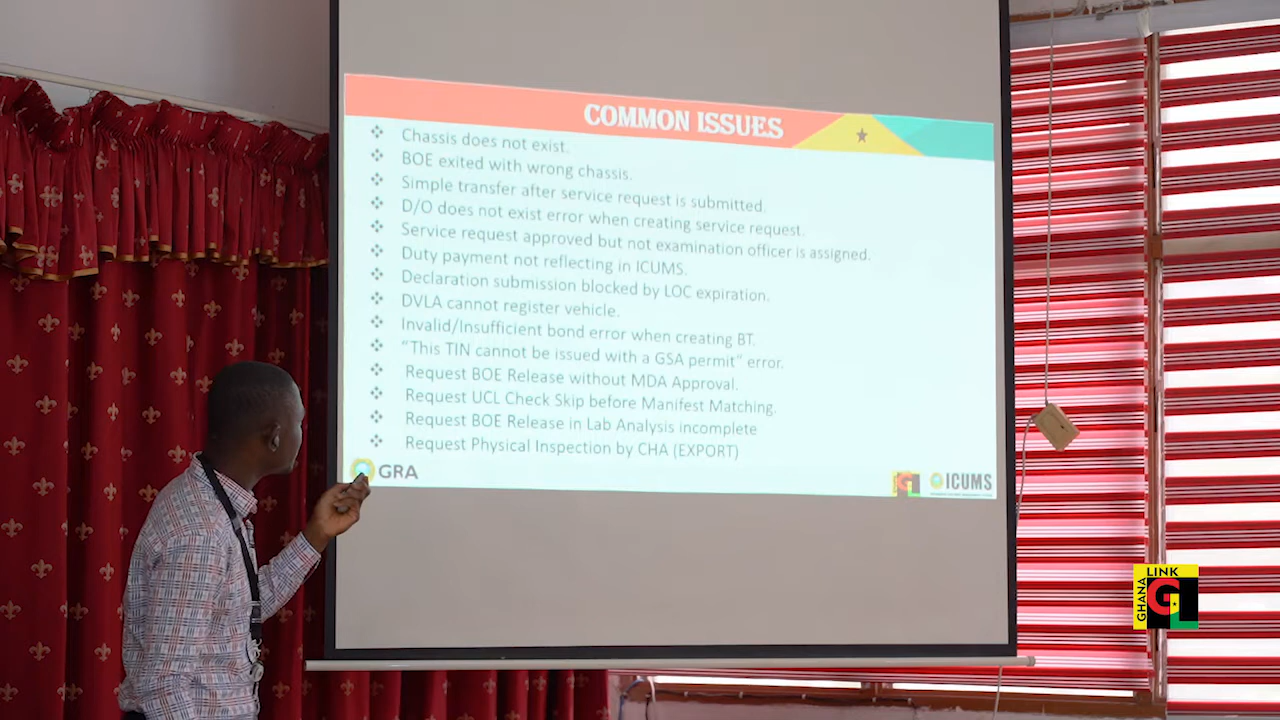 COMMON ISSUES
Chassis does not exist.
BOE exited with wrong chassis.
Simple transfer after service request is submitted.
D/O does not exist error when creating service request.
Service request approved but not examination officer is assigned.
Duty payment not reflecting in ICUMS.
Declaration submission blocked by LOC expiration.
DVLA cannot register vehicle.
Invalid/Insufficient bond error when creating BT.
“This TIN cannot be issued with a GSA permit” error.
Request BOE Release without MDA Approval.
Request UCL Check Skip before Manifest Matching.
Request BOE Release in Lab Analysis incomplete
Request Physical Inspection by CHA (EXPORT)
GRA
ICUMS
GHANA LINK
GL